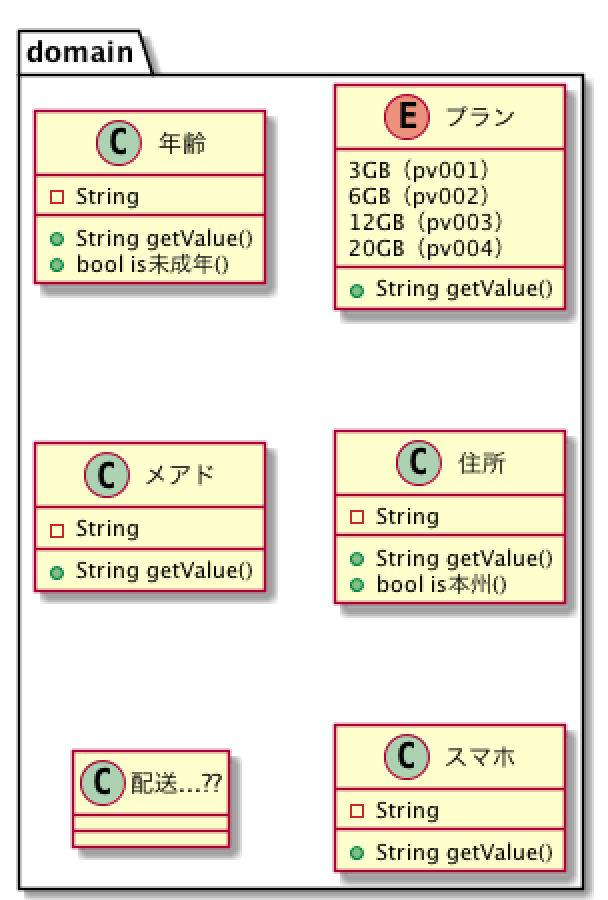 domain
C 年齢
String
String getValue()
bool is未成年()
E プラン
3GB（pv001）
6GB（pv002）
12GB（pv003）
20GB（pv004）
String getValue()
C メアド
String
String getValue()
C 住所
String
String getValue()
bool is本州()
C 配送...??
C スマホ
String
String getValue()